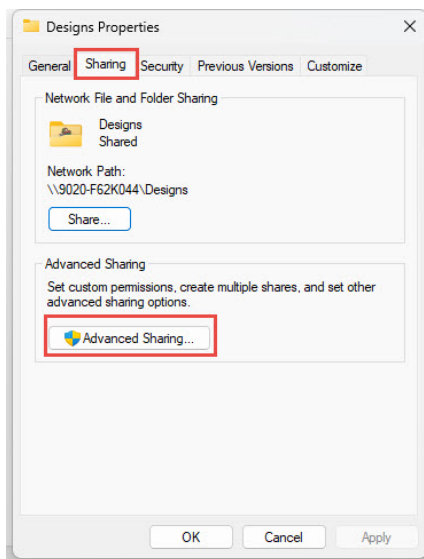 Designs Properties
General Sharing Security Previous Versions Customize
Network File and Folder Sharing
Designs
Shared
Network Path:
\\9020-F62K044\Designs
Share...
Advanced Sharing
Set custom permissions, create multiple shares, and set other
advanced sharing options.
Advanced Sharing...
OK Cancel Apply